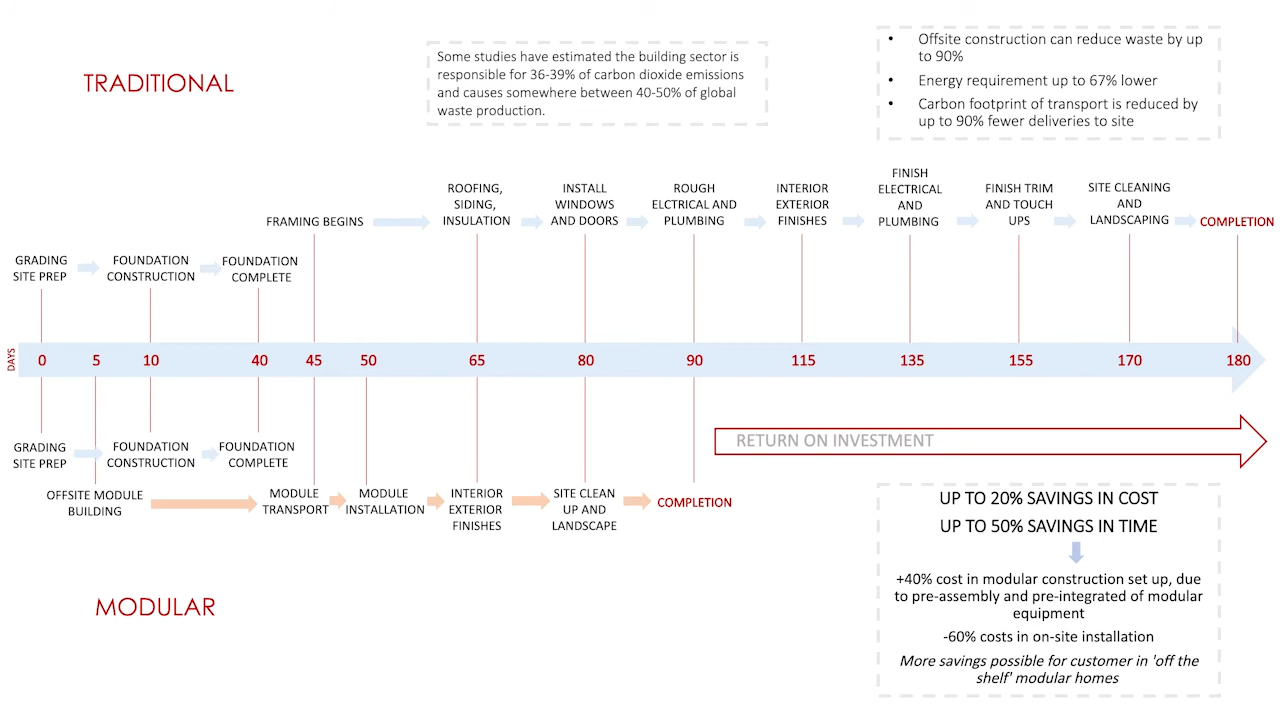 TRADITIONAL
Some studies have estimated the building sector is
responsible for 36-39% of carbon dioxide emissions
and causes somewhere between 40-50% of global
waste production.
• Offsite construction can reduce waste by up
to 90%
• Energy requirement up to 67% lower
• Carbon footprint of transport is reduced by
up to 90% fewer deliveries to site
GRADING
SITE PREP
FOUNDATION
CONSTRUCTION
FOUNDATION
COMPLETE
FRAMING BEGINS
ROOFING,
SIDING,
INSULATION
INSTALL
WINDOWS
AND DOORS
ROUGH
ELCTRICAL AND
PLUMBING
INTERIOR
EXTERIOR
FINISHES
FINISH
ELECTRICAL
AND
PLUMBING
FINISH TRIM
AND TOUCH
UPS
SITE CLEANING
AND
LANDSCAPING
COMPLETION
DAYS
0 5 10 40 45 50 65 80 90 115 135 155 170 180
GRADING
SITE PREP
FOUNDATION
CONSTRUCTION
FOUNDATION
COMPLETE
OFFSITE MODULE
BUILDING
MODULE
TRANSPORT
MODULE
INSTALLATION
INTERIOR
EXTERIOR
FINISHES
SITE CLEAN
UP AND
LANDSCAPE
COMPLETION
RETURN ON INVESTMENT
MODULAR
UP TO 20% SAVINGS IN COST
UP TO 50% SAVINGS IN TIME
+40% cost in modular construction set up, due
to pre-assembly and pre-integrated of modular
equipment
-60% costs in on-site installation
More savings possible for customer in 'off the
shelf' modular homes